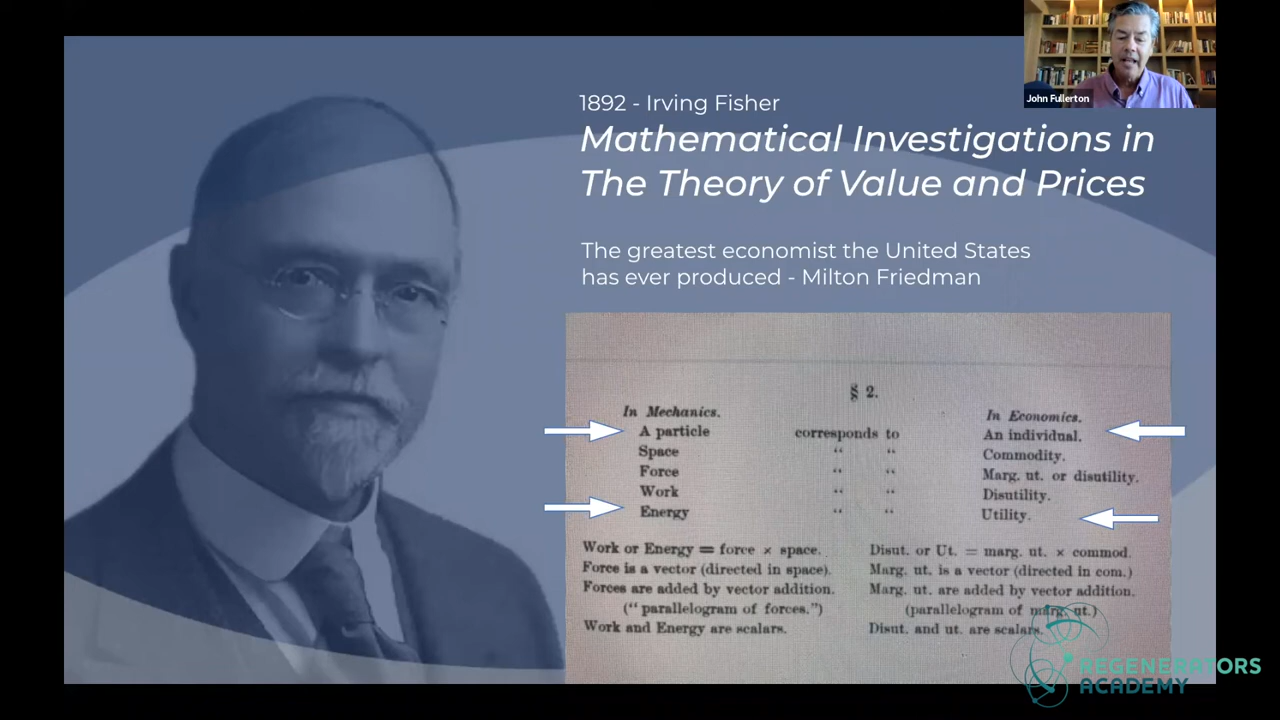 John Fullerton
1892 - Irving Fisher
Mathematical Investigations in
The Theory of Value and Prices
The greatest economist the United States
has ever produced - Milton Friedman
§ 2.
In Mechanics. In Economics.
A particle corresponds to An individual.
Space “ “ Commodity.
Force “ “ Marg. ut. or disutility.
Work “ “ Disutility.
Energy “ “ Utility.
Work or Energy = force × space. Disut. or Ut. = marg. ut. × commod.
Force is a vector (directed in space). Marg. ut. is a vector (directed in com.)
Forces are added by vector addition. Marg. ut. are added by vector addition.
(“ parallelogram of forces.”) (parallelogram of marg. ut.)
Work and Energy are scalars. Disut. and ut. are scalars.
REGENERATORS
ACADEMY